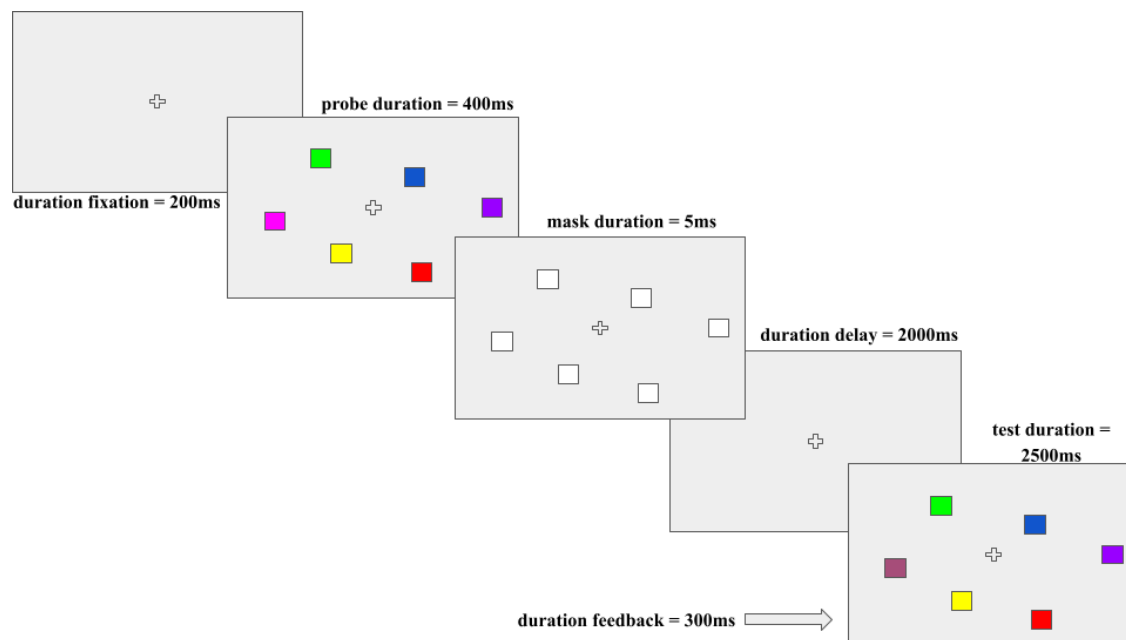 probe duration = 400ms
duration fixation = 200ms
mask duration = 5ms
duration delay = 2000ms
test duration =
2500ms
duration feedback = 300ms